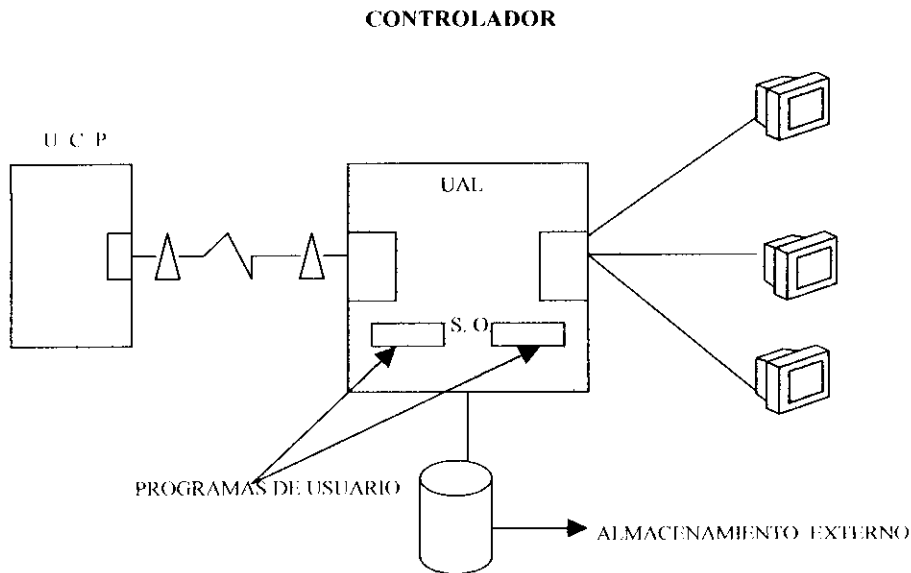 CONTROLADOR
U C P
UAL
S. O.
PROGRAMAS DE USUARIO
ALMACENAMIENTO EXTERNO